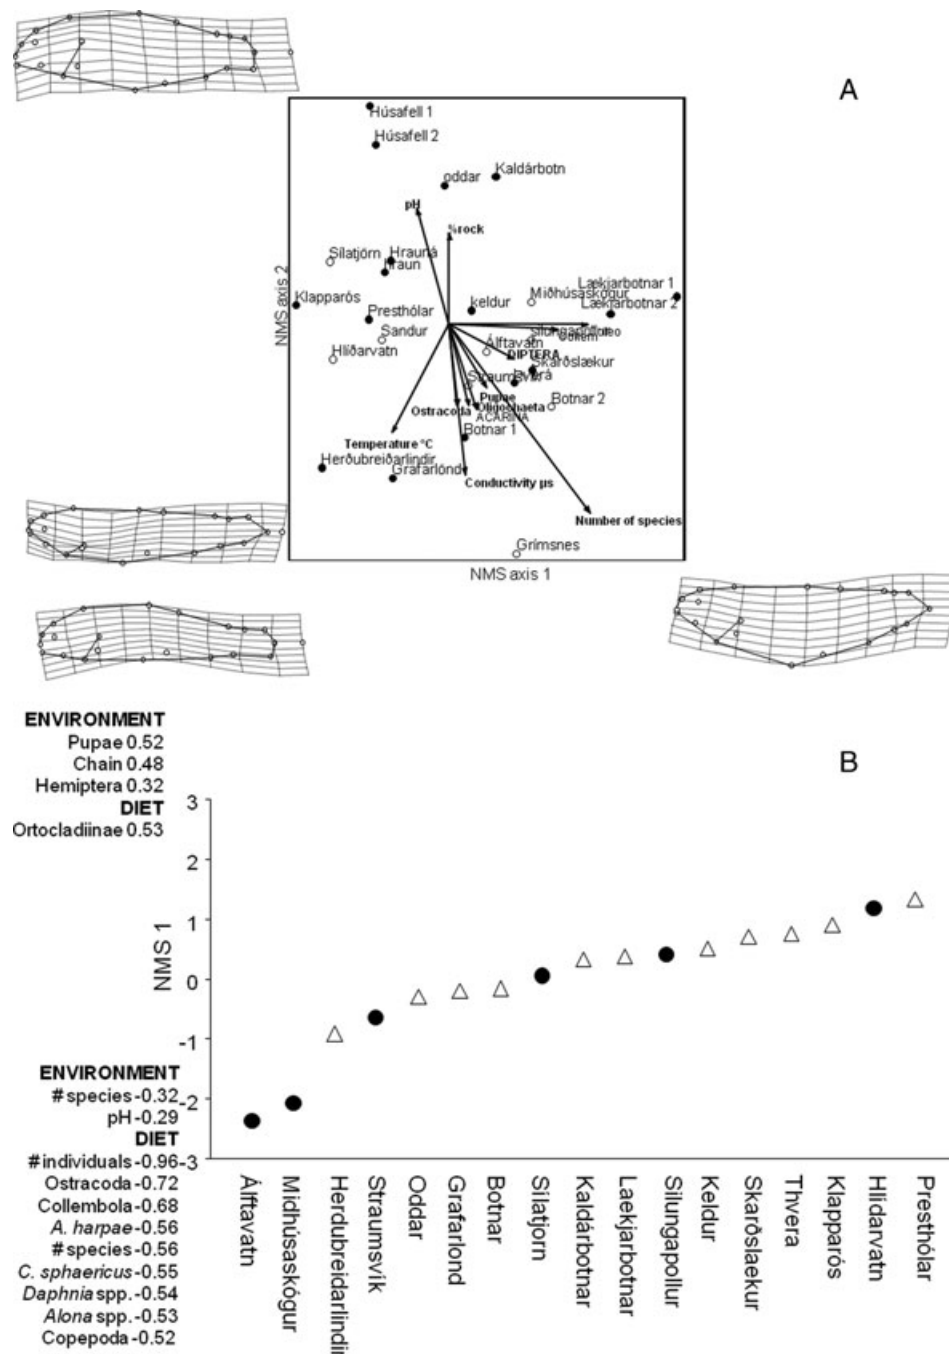 A
Húsafell 1
Húsafell 2
Kaldárbotn
oddar
pH
%rock
Sílatjörn
Hrauná
Hraun
Lækjarbotnar 1
Miðhúsaskógur
Klapparós
Lækjarbotnar 2
keldur
Presthólar
Sandur
Álftavatn
DIPTERA
Hlíðarvatn
Skarðslækur
Pupae
Botnar 2
Ostracoda
Oligochaeta
ACARINA
Botnar 1
Temperature °C
Herðubreiðarlindir
Grafarlönd
Conductivity µs
Number of species
Grímsnes
NMS axis 2
NMS axis 1
B
ENVIRONMENT
Pupae 0.52
Chain 0.48
Hemiptera 0.32
DIET
Ortocladiinae 0.53
3
2
1
0
-1
-2
-3
NMS 1
ENVIRONMENT
# species -0.32
pH -0.29
DIET
# individuals -0.96
Ostracoda -0.72
Collembola -0.68
A. harpae -0.56
# species -0.56
C. sphaericus -0.55
Daphnia spp. -0.54
Alona spp. -0.53
Copepoda -0.52
Álftavatn
Midhúsaskógur
Herdubreidarlindir
Straumsvík
Oddar
Grafarlond
Botnar
Silatjorn
Kaldárbotnar
Laekjarbotnar
Silungapollur
Keldur
Skarðslaekur
Thvera
Klapparós
Hlidarvatn
Presthólar